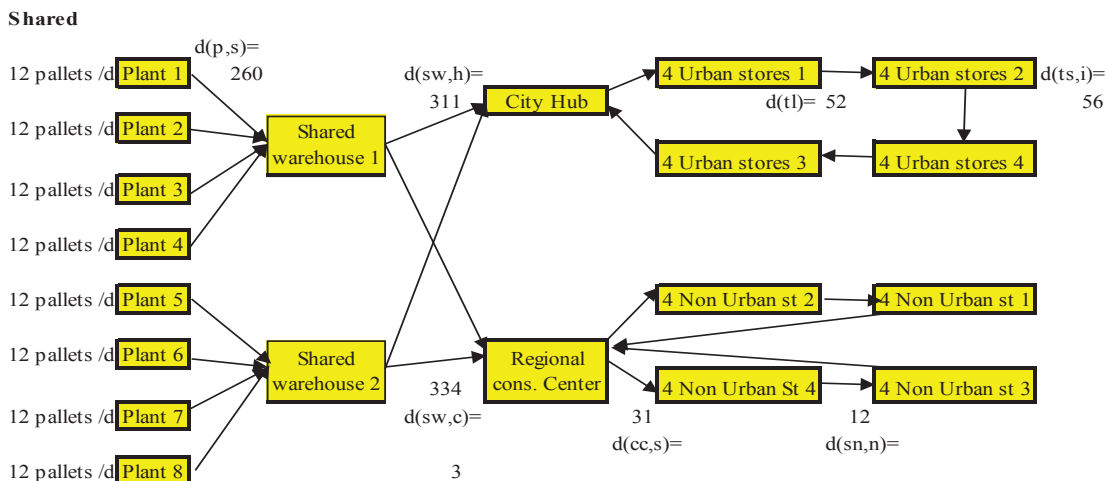 Shared
d(p,s)=
260
12 pallets /d Plant 1
12 pallets /d Plant 2
12 pallets /d Plant 3
12 pallets /d Plant 4
12 pallets /d Plant 5
12 pallets /d Plant 6
12 pallets /d Plant 7
12 pallets /d Plant 8
Shared
warehouse 1
Shared
warehouse 2
d(sw,h)=
311
City Hub
334
d(sw,c)=
3
Regional
cons. Center
4 Urban stores 1
4 Urban stores 2
d(ts,i)=
56
d(tl)= 52
4 Urban stores 3
4 Urban stores 4
4 Non Urban st 2
4 Non Urban st 1
4 Non Urban St 4
4 Non Urban st 3
31
d(cc,s)=
12
d(sn,n)=